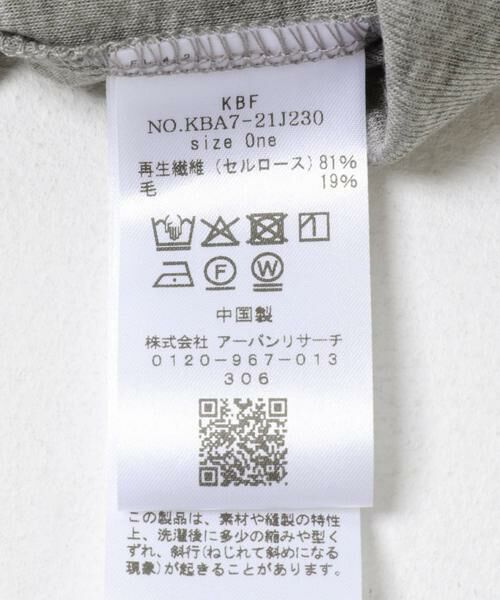 KBF
NO.KBA7-21J230
size One
再生繊維（セルロース）81%
毛 19%
中国製
株式会社 アーバンリサーチ
0120-967-013
306
この製品は、素材や縫製の特性
上、洗濯後に多少の縮みや型く
ずれ、斜行(ねじれて斜めになる
現象)が起きることがあります。